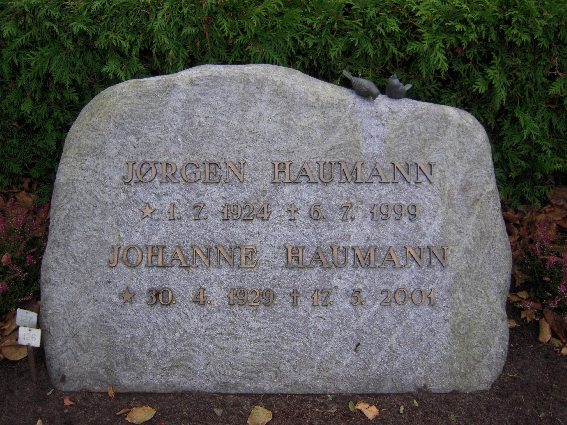 JØRGEN HAUMANN
★ 1. 7. 1924 ✝ 6. 7. 1999
JOHANNE HAUMANN
★ 30. 4. 1929 ✝ 17. 5. 2001